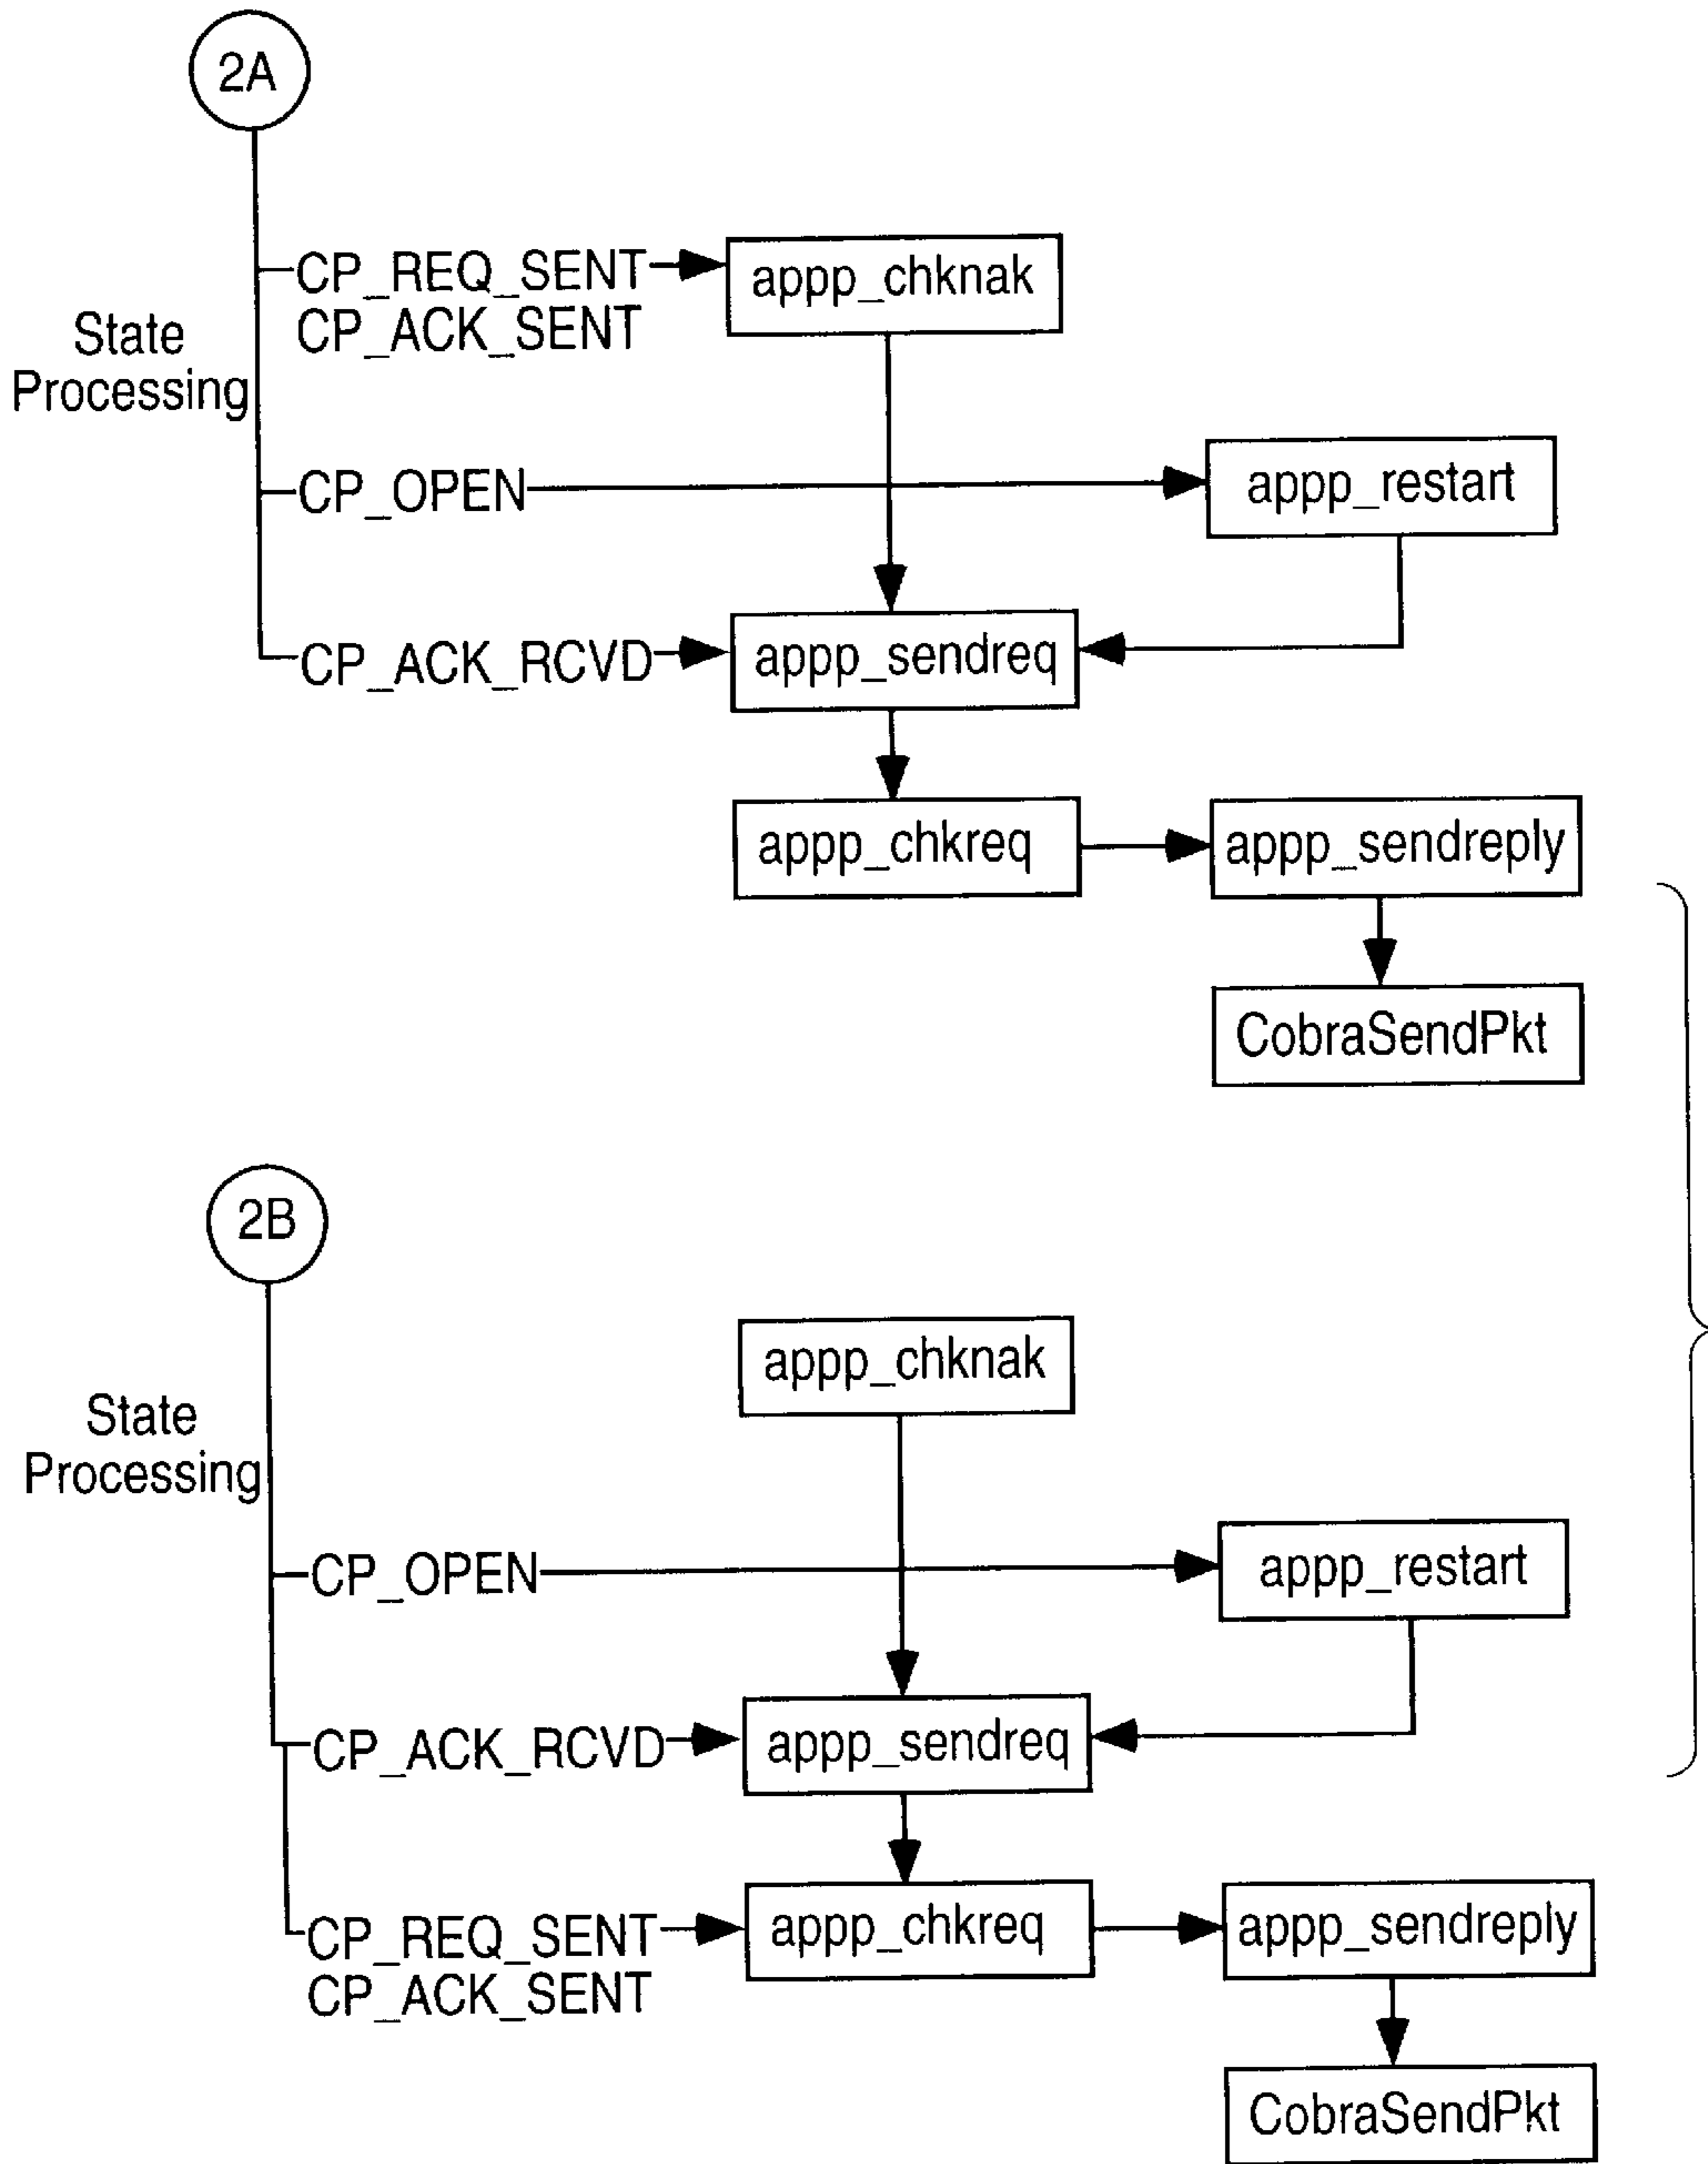 2A
CP_REQ_SENT
CP_ACK_SENT
appp_chknak
State
Processing
CP_OPEN
appp_restart
CP_ACK_RCVD
appp_sendreq
appp_chkreq
appp_sendreply
CobraSendPkt
2B
appp_chknak
State
Processing
CP_OPEN
appp_restart
CP_ACK_RCVD
appp_sendreq
CP_REQ_SENT
CP_ACK_SENT
appp_chkreq
appp_sendreply
CobraSendPkt